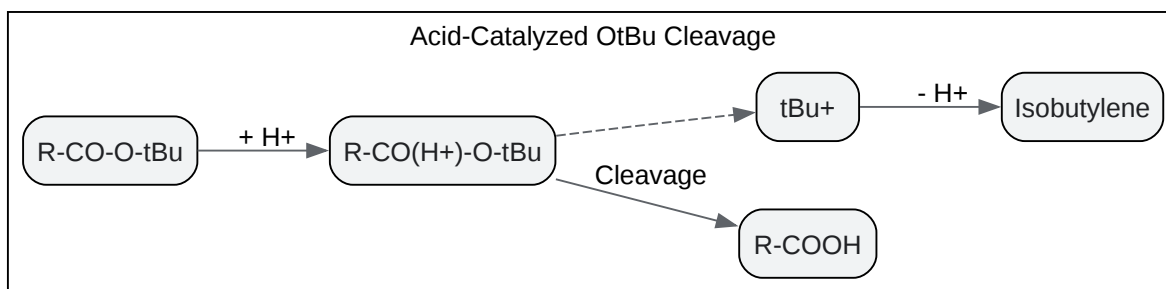 Acid-Catalyzed OtBu Cleavage
R-CO-O-tBu
+ H+
R-CO(H+)-O-tBu
tBu+
- H+
Isobutylene
Cleavage
R-COOH